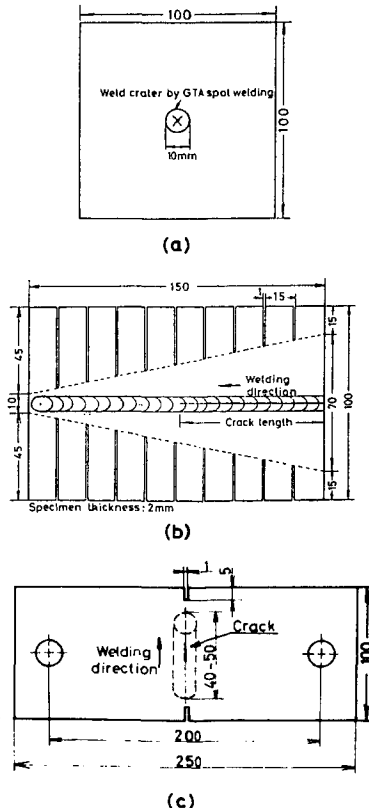 100
Weld crater by GTA spot welding
10mm
100
(a)
150
1 15
15
45
Welding
direction
10
70
100
Crack length
45
15
Specimen thickness: 2mm
(b)
1
5
Crack
Welding
direction
40-50
100
200
250
(c)